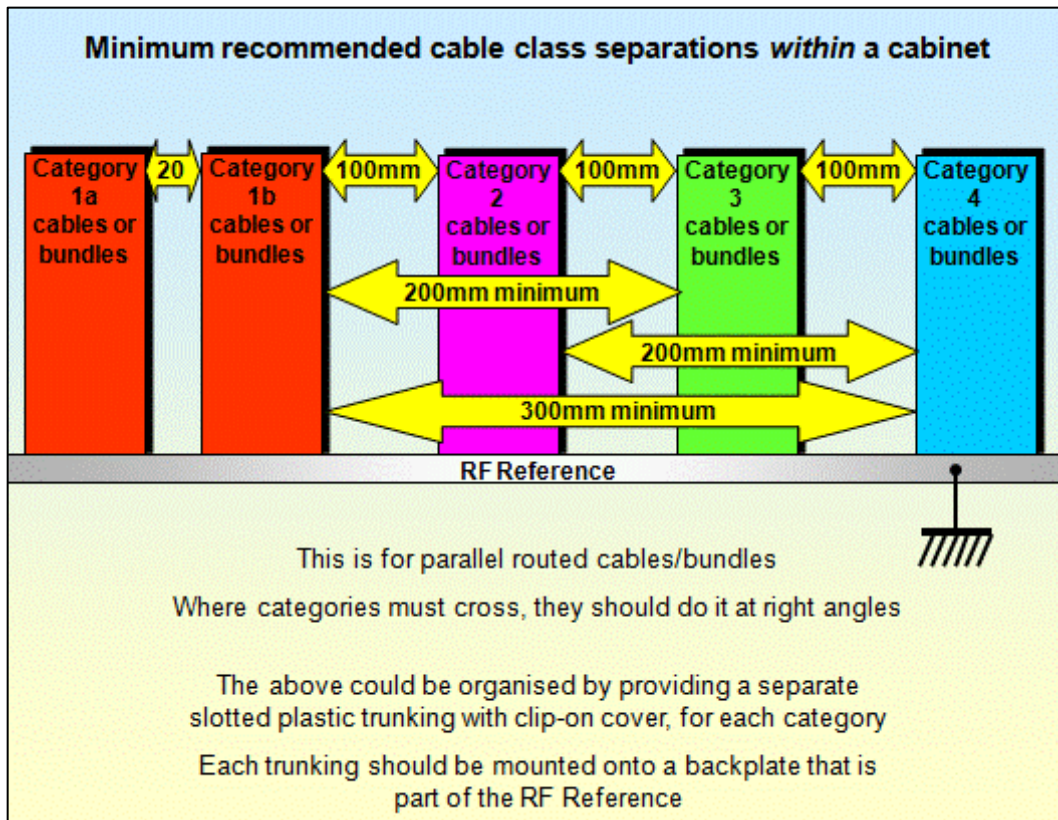 Minimum recommended cable class separations within a cabinet
Category
1a
cables or
bundles
20
Category
1b
cables or
bundles
100mm
Category
2
cables or
bundles
100mm
Category
3
cables or
bundles
100mm
Category
4
cables or
bundles
200mm minimum
200mm minimum
300mm minimum
RF Reference
This is for parallel routed cables/bundles
Where categories must cross, they should do it at right angles
The above could be organised by providing a separate
slotted plastic trunking with clip-on cover, for each category
Each trunking should be mounted onto a backplate that is
part of the RF Reference